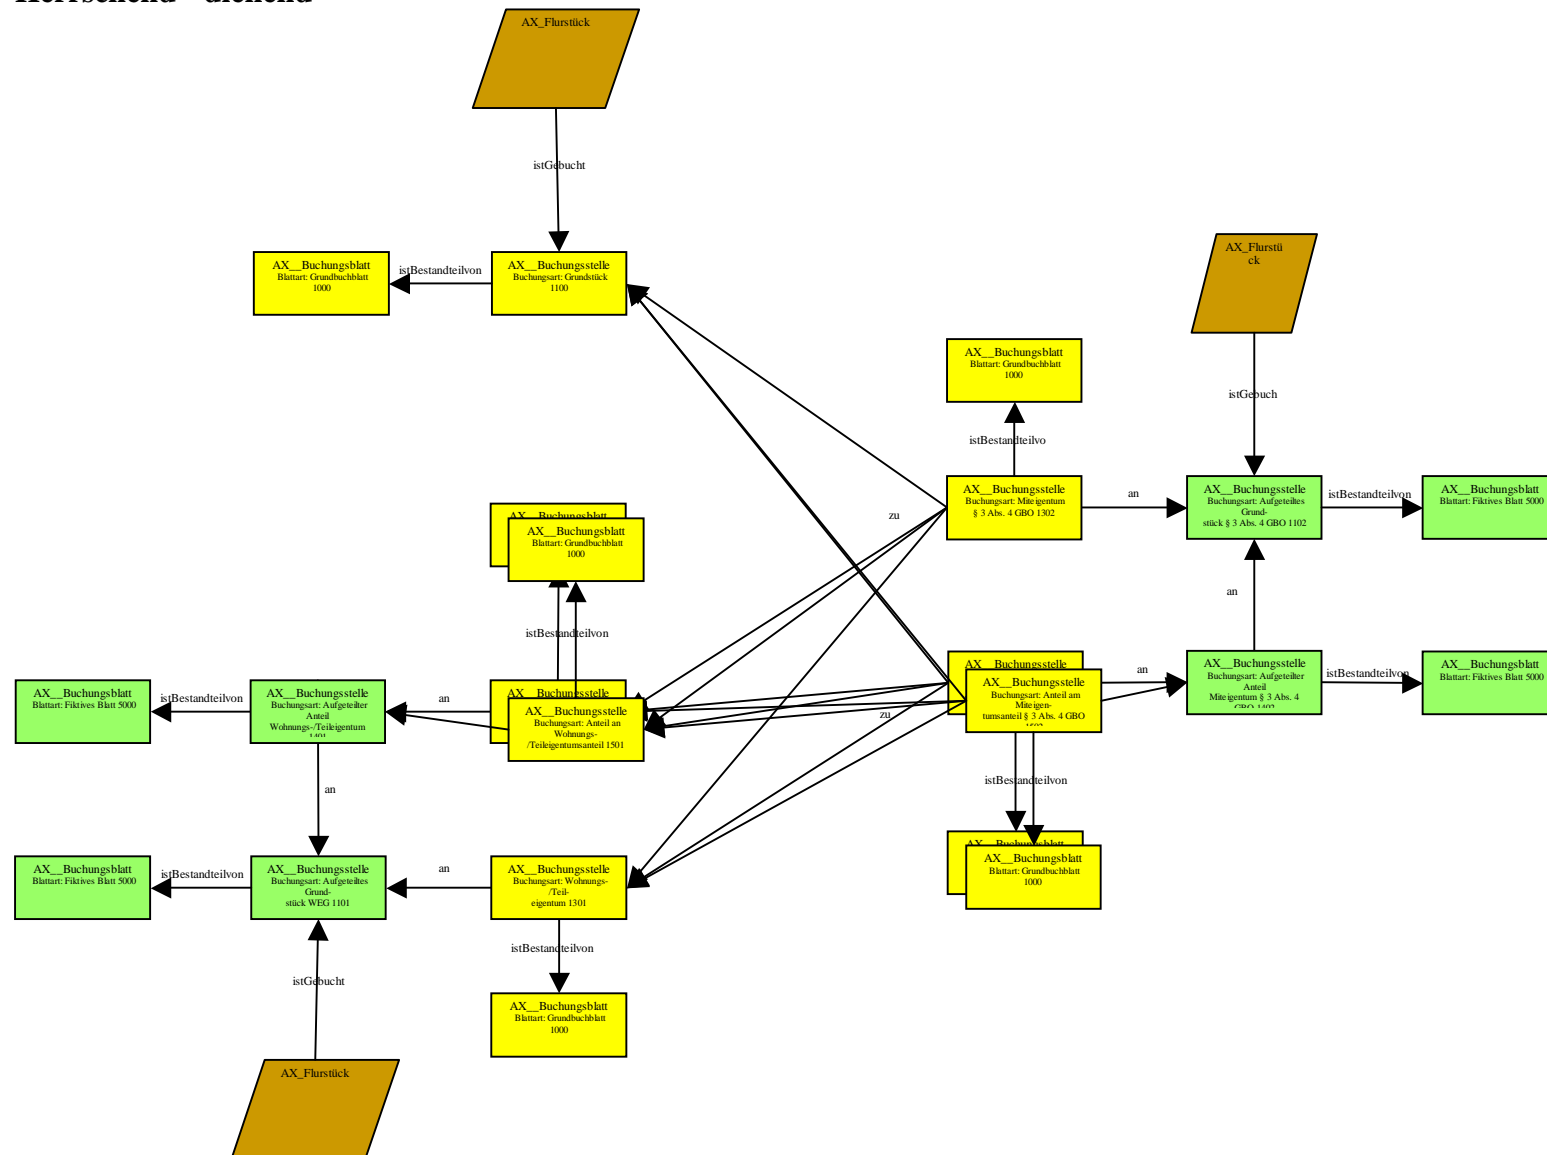 AX_Flurstück
istGebucht
AX__Buchungsblatt
Blattart: Grundbuchblatt
1000
istBestandteilvon
AX__Buchungsstelle
Buchungsart: Grundstück
1100
AX_Flurstü
ck
istGebuch
AX__Buchungsblatt
Blattart: Grundbuchblatt
1000
istBestandteilvo
AX__Buchungsstelle
Buchungsart: Miteigentum
§ 3 Abs. 4 GBO 1302
an
AX__Buchungsstelle
Buchungsart: Aufgeteiltes
Grund-
stück § 3 Abs. 4 GBO 1102
istBestandteilvon
AX__Buchungsblatt
Blattart: Fiktives Blatt 5000
zu
an
AX__Buchungsblatt
AX__Buchungsblatt
Blattart: Grundbuchblatt
1000
istBestandteilvon
AX__Buchungsblatt
Blattart: Fiktives Blatt 5000
istBestandteilvon
AX__Buchungsstelle
Buchungsart: Aufgeteilter
Anteil
Wohnungs-/Teileigentum
1401
an
AX__Buchungsstelle
AX__Buchungsstelle
Buchungsart: Anteil an
Wohnungs-
/Teileigentumsanteil 1501
zu
AX__Buchungsstelle
AX__Buchungsstelle
Buchungsart: Anteil am
Miteigen-
tumsanteil § 3 Abs. 4 GBO
an
AX__Buchungsstelle
Buchungsart: Aufgeteilter
Anteil
Miteigentum § 3 Abs. 4
GBO 1402
istBestandteilvon
AX__Buchungsblatt
Blattart: Fiktives Blatt 5000
istBestandteilvon
AX__Buchungsblatt
AX__Buchungsblatt
Blattart: Grundbuchblatt
1000
an
AX__Buchungsblatt
Blattart: Fiktives Blatt 5000
istBestandteilvon
AX__Buchungsstelle
Buchungsart: Aufgeteiltes
Grund-
stück WEG 1101
an
AX__Buchungsstelle
Buchungsart: Wohnungs-
/Teil-
eigentum 1301
istBestandteilvon
AX__Buchungsblatt
Blattart: Grundbuchblatt
1000
istGebucht
AX_Flurstück